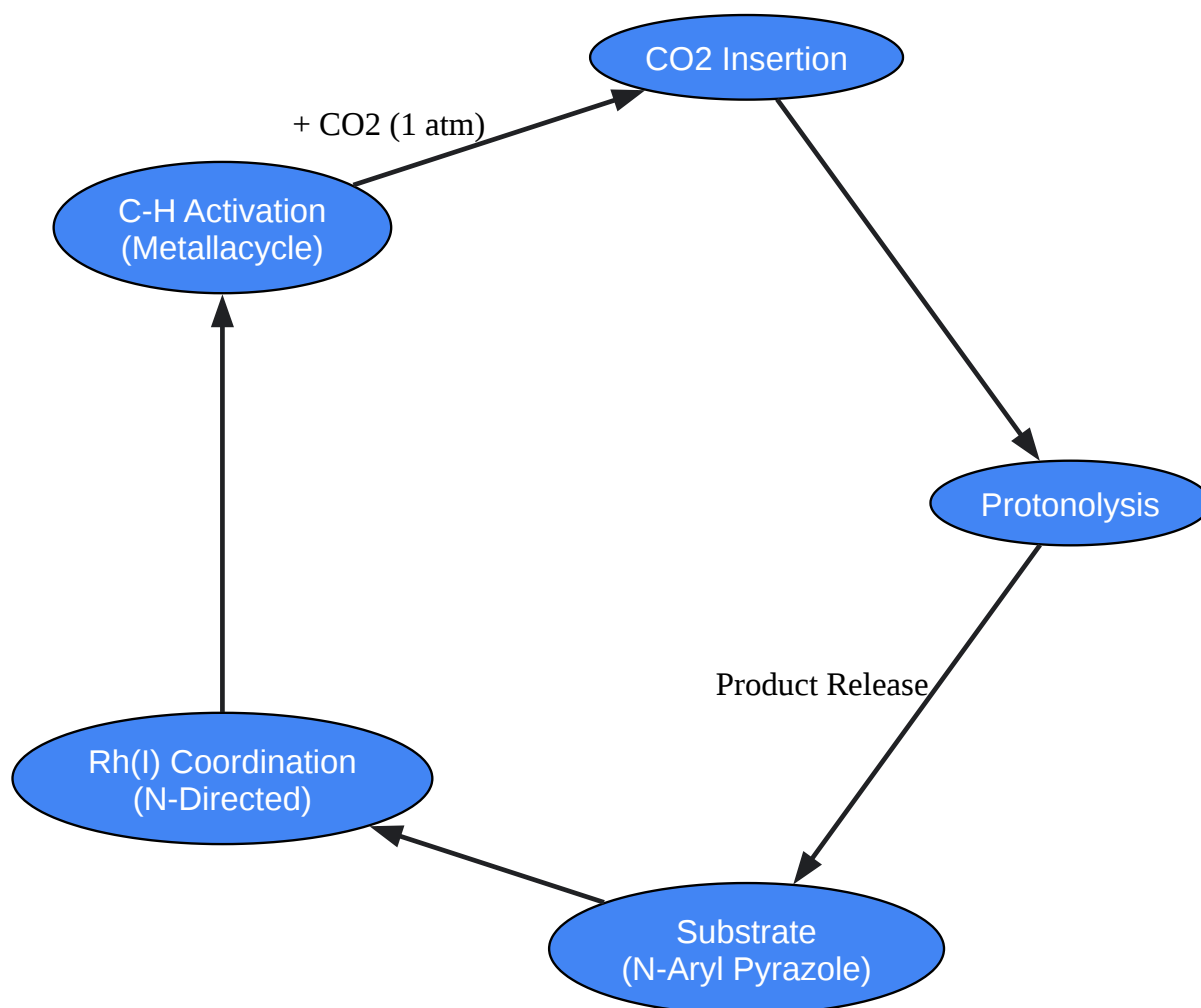 CO2 Insertion
+ CO2 (1 atm)
C-H Activation
(Metallacycle)
Protonolysis
Product Release
Rh(I) Coordination
(N-Directed)
Substrate
(N-Aryl Pyrazole)